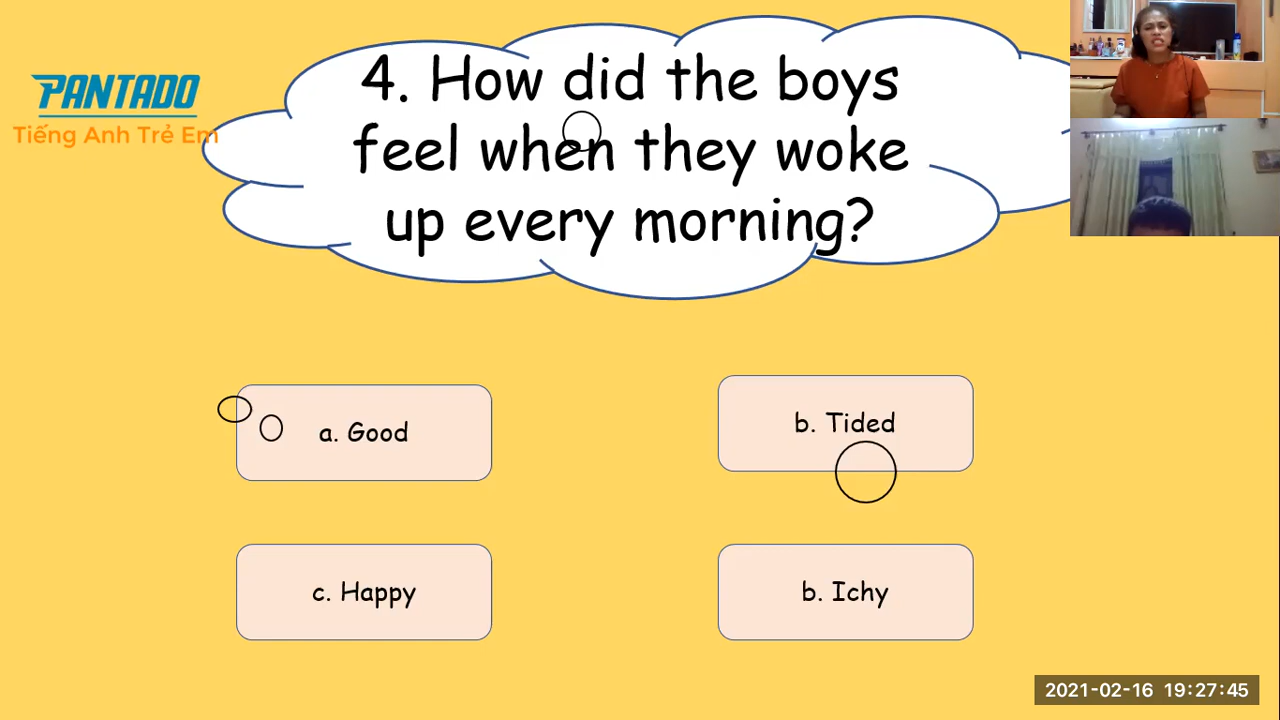 PANTADO
Tiếng Anh Trẻ Em
4. How did the boys
feel when they woke
up every morning?
a. Good
b. Tided
c. Happy
b. Ichy
2021-02-16 19:27:45